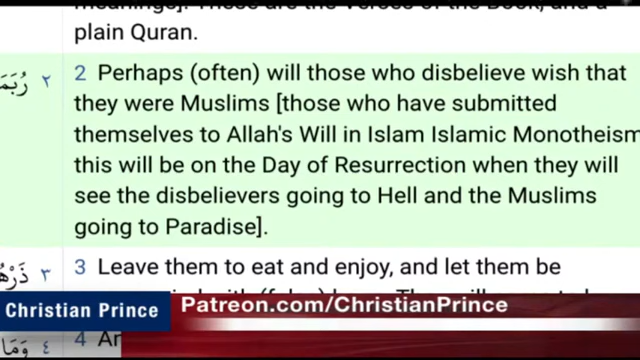 plain Quran.
٢ رُبَمَ
2 Perhaps (often) will those who disbelieve wish that
they were Muslims [those who have submitted
themselves to Allah's Will in Islam Islamic Monotheism
this will be on the Day of Resurrection when they will
see the disbelievers going to Hell and the Muslims
going to Paradise].
٣
3 Leave them to eat and enjoy, and let them be
Christian Prince
Patreon.com/ChristianPrince
٤ وَمَا
4